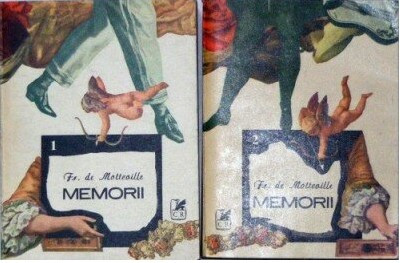 1
Fr. de Motteville
MEMORII
C.R.
Fr. de Motteville
MEMORII
C.R.